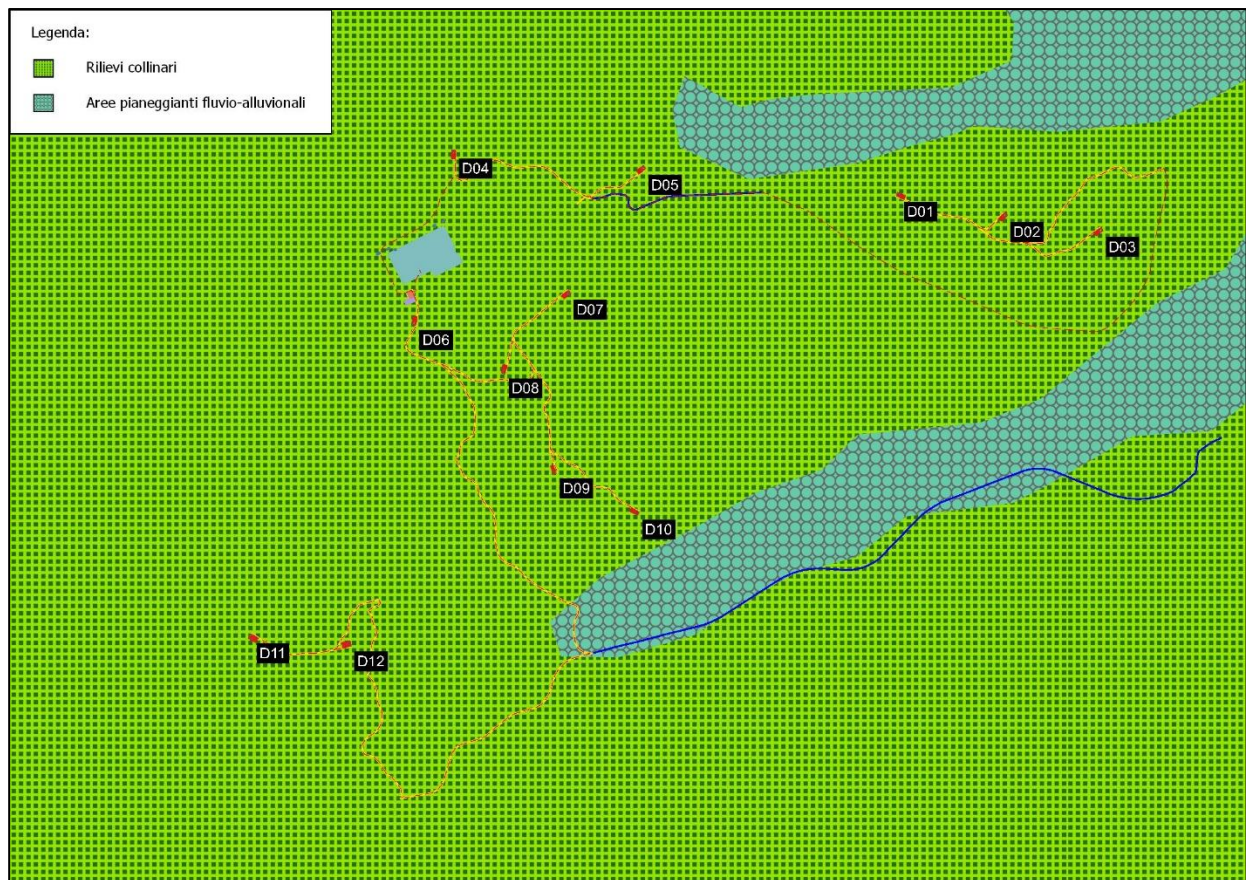 Legenda:
Rilievi collinari
Aree pianeggianti fluvio-alluvionali
D04
D05
D01
D02
D03
D07
D06
D08
D09
D10
D11
D12